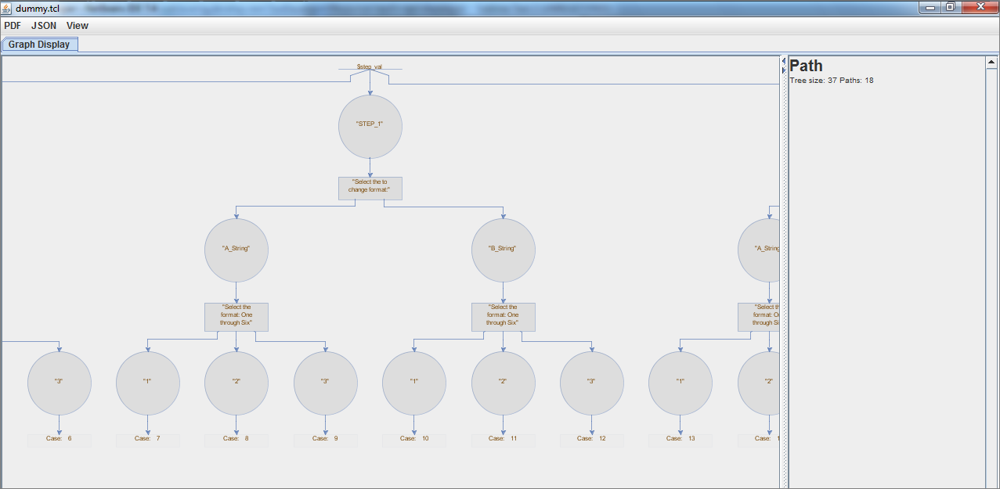 dummy.tcl
PDF JSON View
Graph Display
$step_val
Path
Tree size: 37 Paths: 18
"STEP_1"
"Select the to
change format:"
"A_String"
"B_String"
"A_String
"Select the
format: One
through Six"
"Select the
format: One
through Six"
"Select th
format: O
through Si
"3"
"1"
"2"
"3"
"1"
"2"
"3"
"1"
"2"
Case: 6
Case: 7
Case: 8
Case: 9
Case: 10
Case: 11
Case: 12
Case: 13
Case: 1